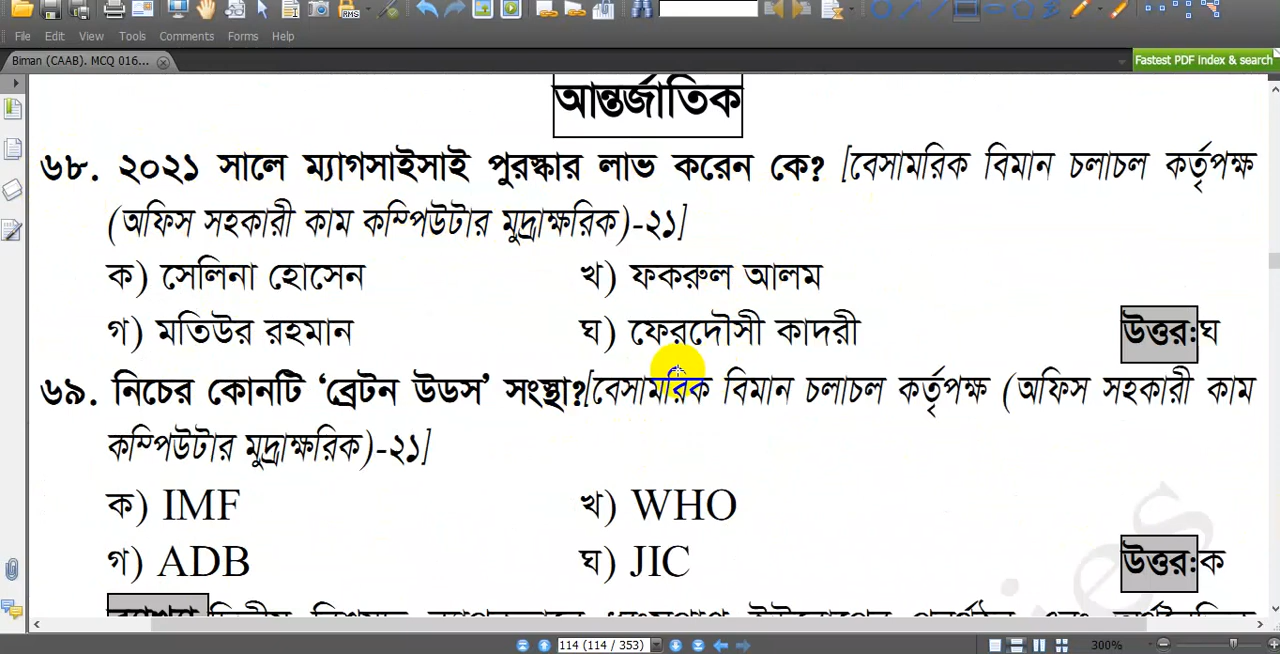 RMS
File Edit View Tools Comments Forms Help
Biman (CAAB). MCQ 016...
Fastest PDF Index & search
আন্তর্জাতিক
৬৮. ২০২১ সালে ম্যাগসাইসাই পুরস্কার লাভ করেন কে? [বেসামরিক বিমান চলাচল কর্তৃপক্ষ
(অফিস সহকারী কাম কম্পিউটার মুদ্রাক্ষরিক)-২১]
ক) সেলিনা হোসেন খ) ফকরুল আলম
গ) মতিউর রহমান ঘ) ফেরদৌসী কাদরী উত্তর:ঘ
৬৯. নিচের কোনটি ‘ব্রেটন উডস’ সংস্থা?[বেসামরিক বিমান চলাচল কর্তৃপক্ষ (অফিস সহকারী কাম
কম্পিউটার মুদ্রাক্ষরিক)-২১]
ক) IMF খ) WHO
গ) ADB ঘ) JIC উত্তর:ক
114 (114 / 353) 300%